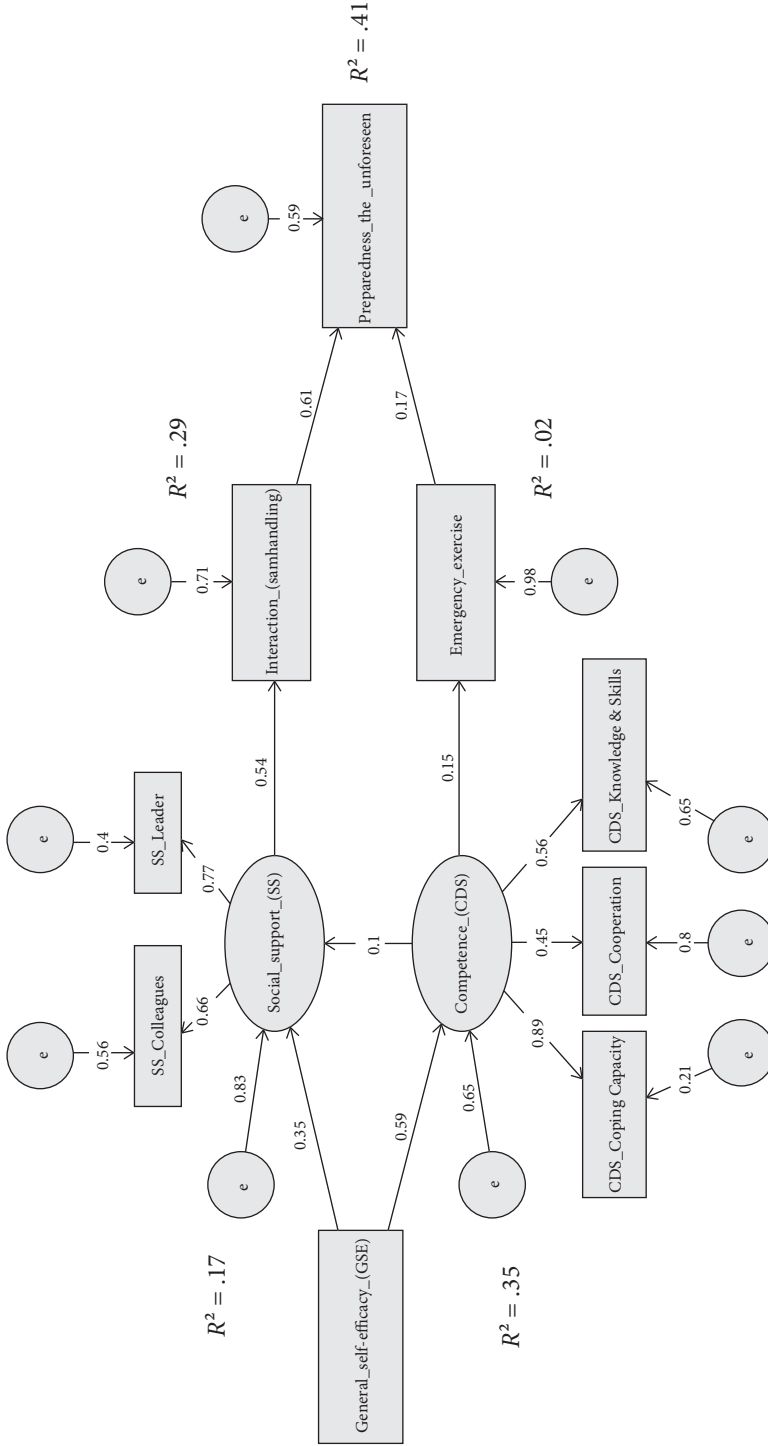 R² = .41
e
0.59
Preparedness_the _unforeseen
0.61
0.17
R² = .29
e
0.71
Interaction_(samhandling)
Emergency_exercise
0.98
e
R² = .02
0.54
0.15
e
0.4
SS_Leader
0.77
e
0.56
SS_Colleagues
0.66
Social_support_(SS)
0.1
Competence_(CDS)
0.56
CDS_Knowledge & Skills
0.65
e
0.45
CDS_Cooperation
0.8
e
0.89
CDS_Coping Capacity
0.21
e
0.83
e
0.35
0.59
0.65
e
R² = .17
General_self-efficacy_(GSE)
R² = .35